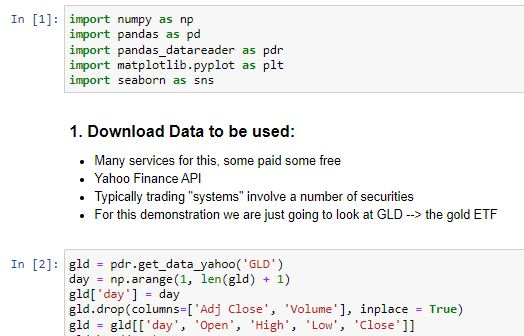 In [1]: import numpy as np
import pandas as pd
import pandas_datareader as pdr
import matplotlib.pyplot as plt
import seaborn as sns
1. Download Data to be used:
• Many services for this, some paid some free
• Yahoo Finance API
• Typically trading "systems" involve a number of securities
• For this demonstration we are just going to look at GLD --> the gold ETF
In [2]: gld = pdr.get_data_yahoo('GLD')
day = np.arange(1, len(gld) + 1)
gld['day'] = day
gld.drop(columns=['Adj Close', 'Volume'], inplace = True)
gld = gld[['day', 'Open', 'High', 'Low', 'Close']]